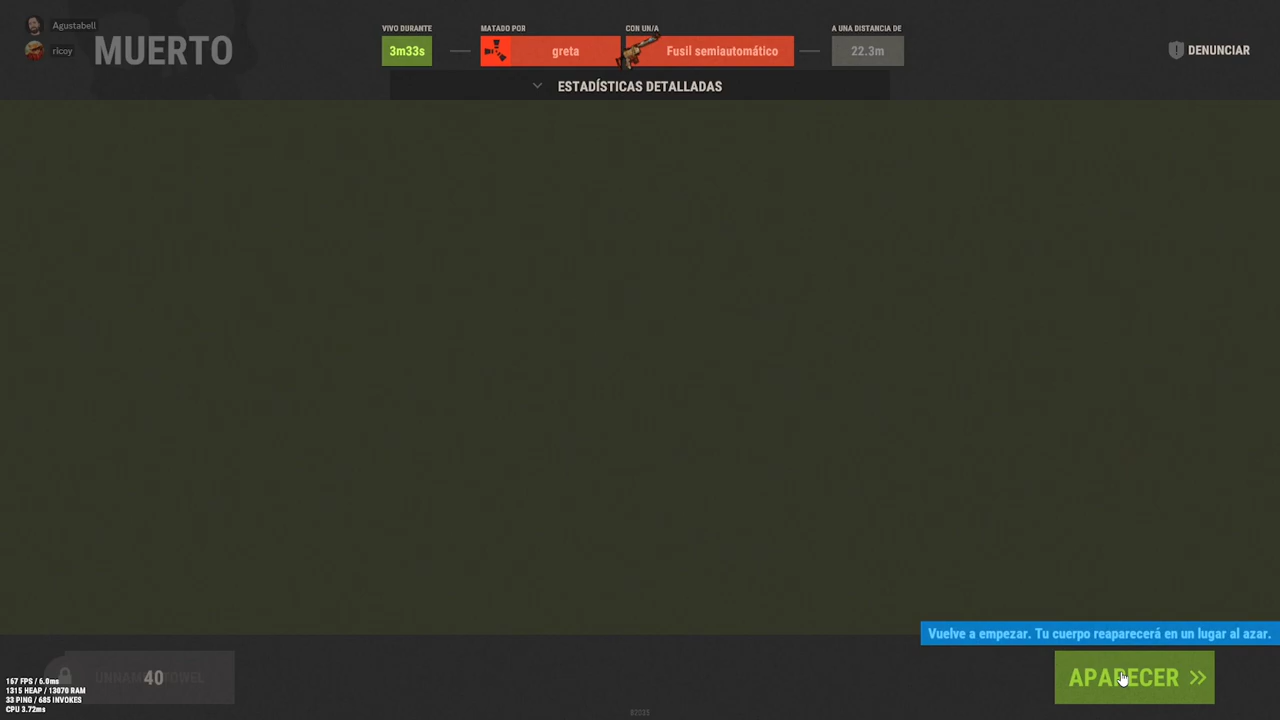 Agustabell
ricoy
MUERTO
VIVO DURANTE
3m33s
MATADO POR
greta
CON UN/A
Fusil semiautomático
A UNA DISTANCIA DE
22.3m
DENUNCIAR
ESTADÍSTICAS DETALLADAS
Vuelve a empezar. Tu cuerpo reaparecerá en un lugar al azar.
40
APARECER
167 FPS / 6.0ms
1315 HEAP / 13070 RAM
33 PING / 685 INVOKES
CPU 3.72ms